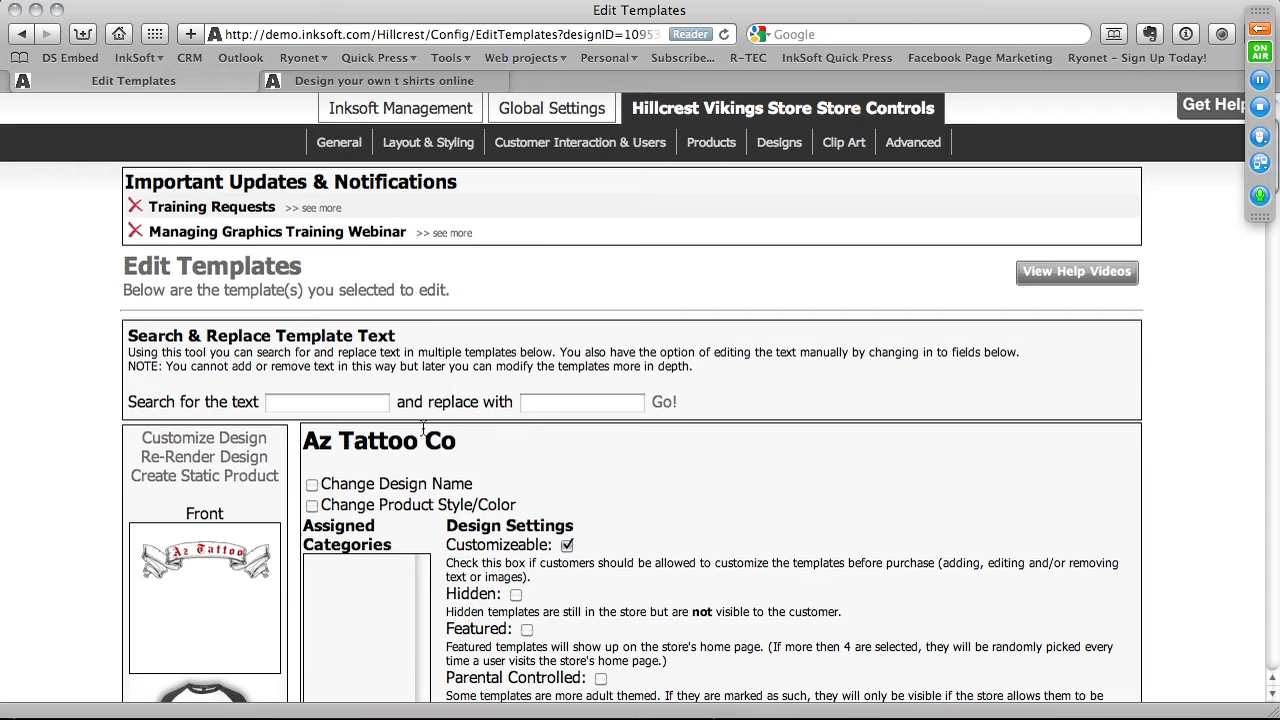 Edit Templates
http://demo.inksoft.com/Hillcrest/Config/EditTemplates?DesignID=10953
Reader
Google
DS Embed
InkSoft
CRM
Outlook
Ryonet
Quick Press
Tools
Web projects
Personal
Subscribe...
R-TEC
InkSoft Quick Press
Facebook Page Marketing
Ryonet - Sign Up Today!
Edit Templates
Design your own t shirts online
ON AIR
Inksoft Management
Global Settings
Hillcrest Vikings Store Store Controls
Get Help
General
Layout & Styling
Customer Interaction & Users
Products
Designs
Clip Art
Advanced
Important Updates & Notifications
Training Requests >> see more
Managing Graphics Training Webinar >> see more
Edit Templates
View Help Videos
Below are the template(s) you selected to edit.
Search & Replace Template Text
Using this tool you can search for and replace text in multiple templates below. You also have the option of editing the text manually by changing in to fields below.
NOTE: You cannot add or remove text in this way but later you can modify the templates more in depth.
Search for the text and replace with Go!
Customize Design
Re-Render Design
Create Static Product
Front
Az Tattoo
Az Tattoo Co
Change Design Name
Change Product Style/Color
Assigned
Categories
Design Settings
Customizeable:
Check this box if customers should be allowed to customize the templates before purchase (adding, editing and/or removing
text or images).
Hidden:
Hidden templates are still in the store but are not visible to the customer.
Featured:
Featured templates will show up on the store's home page. (If more then 4 are selected, they will be randomly picked every
time a user visits the store's home page.)
Parental Controlled:
Some templates are more adult themed. If they are marked as such, they will only be visible if the store allows them to be